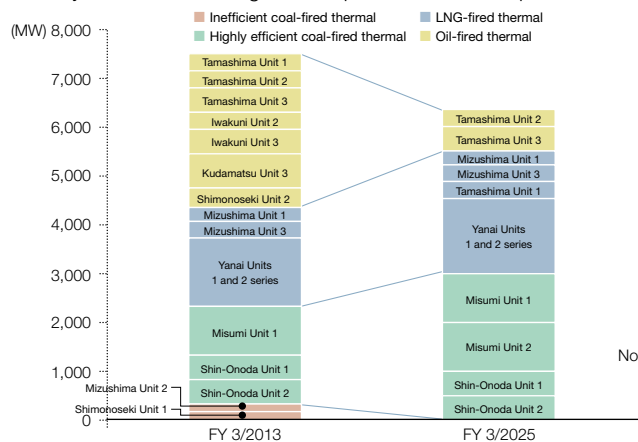 Inefficient coal-fired thermal
LNG-fired thermal
Highly efficient coal-fired thermal
Oil-fired thermal
(MW)
8,000
7,000
6,000
5,000
4,000
3,000
2,000
1,000
0
Tamashima Unit 1
Tamashima Unit 2
Tamashima Unit 3
Iwakuni Unit 2
Iwakuni Unit 3
Kudamatsu Unit 3
Shimonoseki Unit 2
Mizushima Unit 1
Mizushima Unit 3
Yanai Units
1 and 2 series
Misumi Unit 1
Shin-Onoda Unit 1
Shin-Onoda Unit 2
Mizushima Unit 2
Shimonoseki Unit 1
FY 3/2013
Tamashima Unit 2
Tamashima Unit 3
Mizushima Unit 1
Mizushima Unit 3
Tamashima Unit 1
Yanai Units
1 and 2 series
Misumi Unit 1
Misumi Unit 2
Shin-Onoda Unit 1
Shin-Onoda Unit 2
FY 3/2025
No